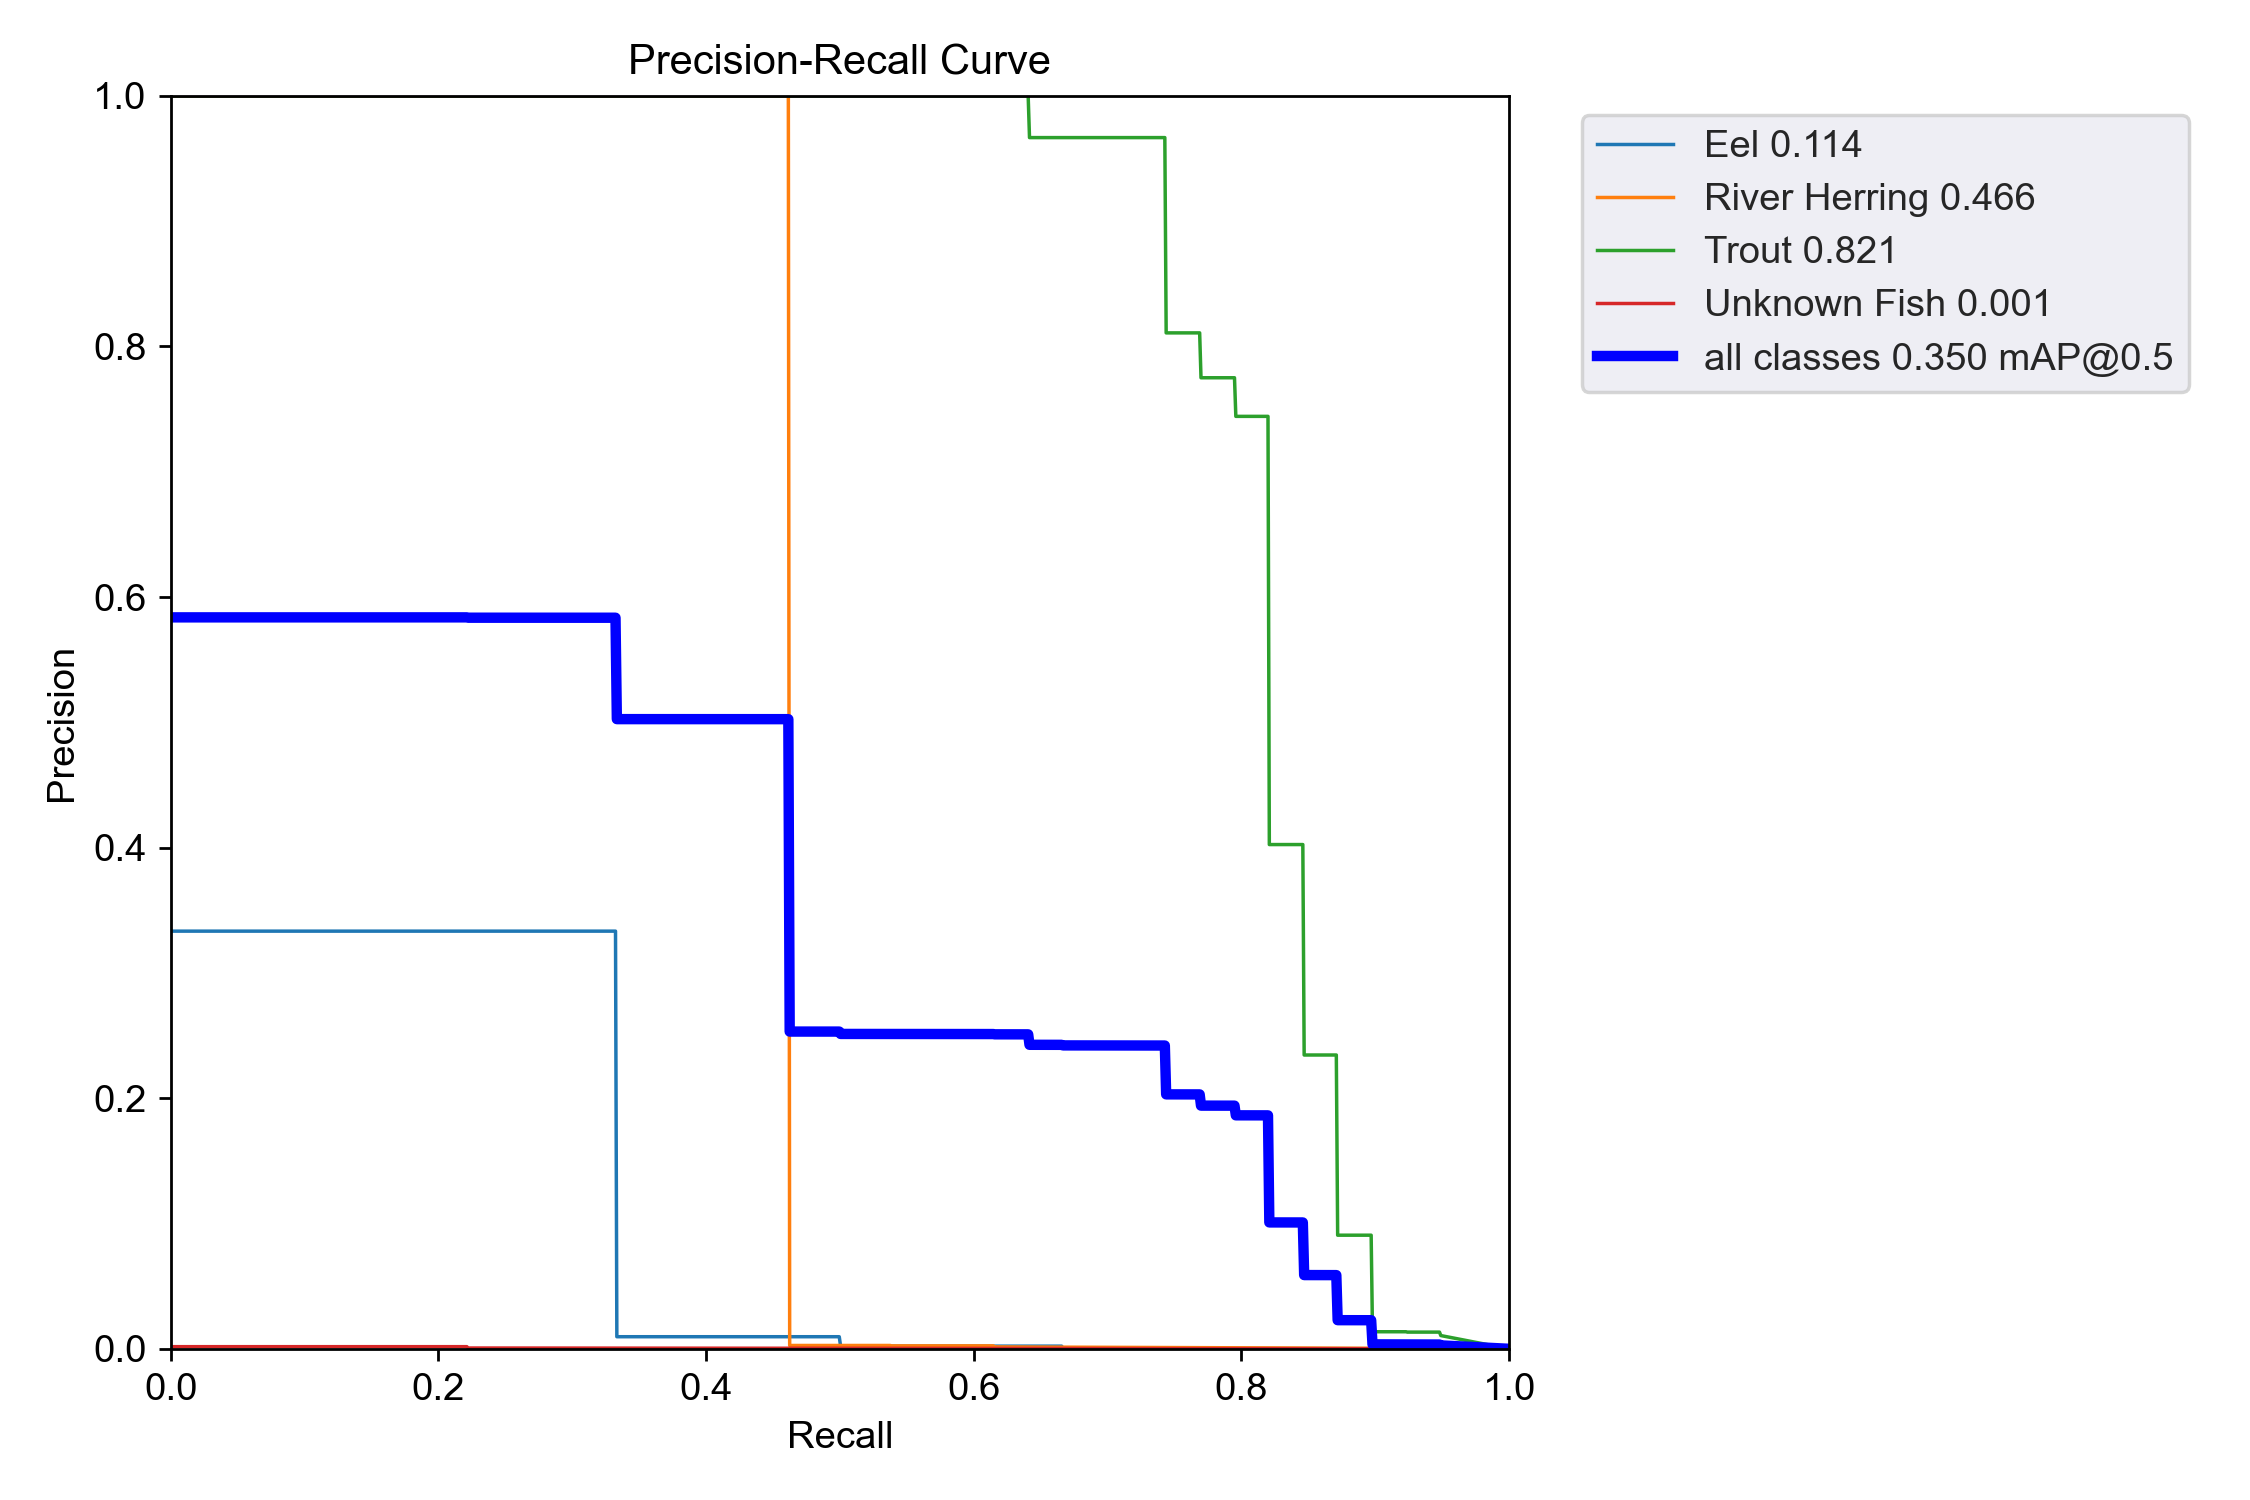 Precision-Recall Curve
1.0
0.8
0.6
0.4
0.2
0.0
Precision
0.0 0.2 0.4 0.6 0.8 1.0
Recall
Eel 0.114
River Herring 0.466
Trout 0.821
Unknown Fish 0.001
all classes 0.350 mAP@0.5